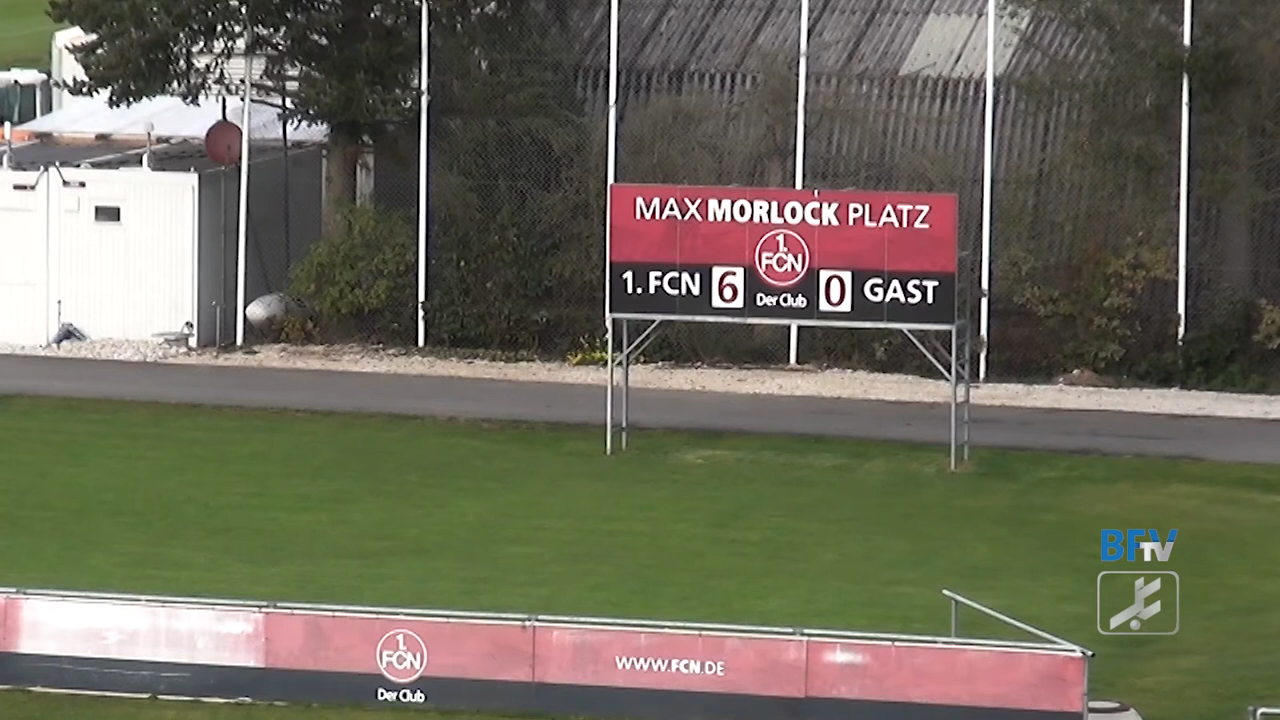 MAX MORLOCK PLATZ
1.
FCN
1. FCN 6 Der Club 0 GAST
BFV
TV
1.
FCN
Der Club
WWW.FCN.DE